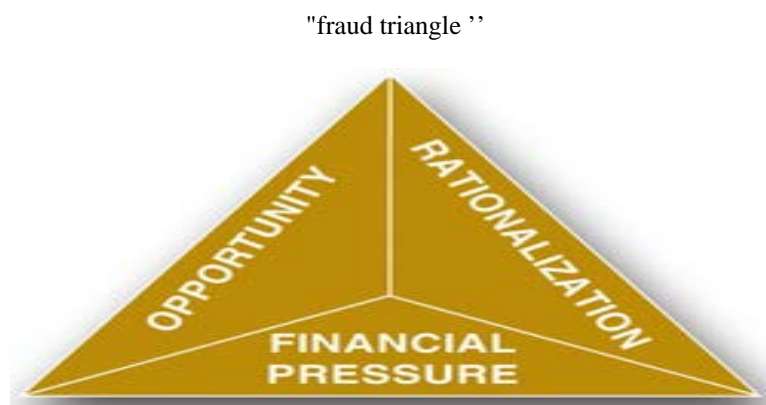 "fraud triangle ’’
OPPORTUNITY
RATIONALIZATION
FINANCIAL
PRESSURE